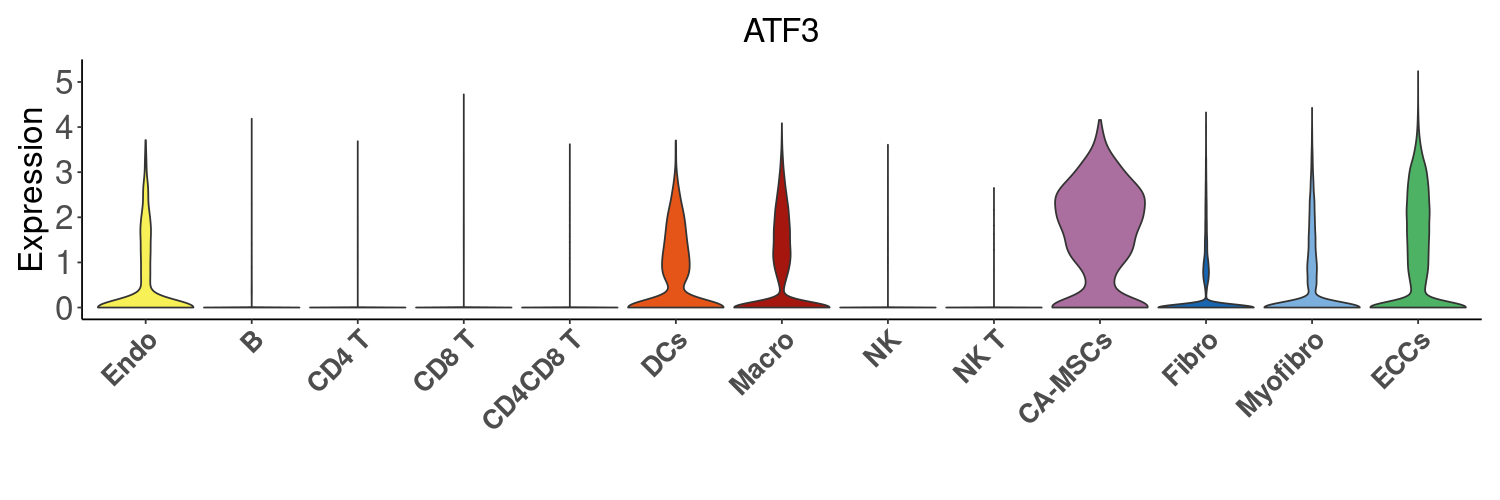 ATF3
Expression
5
4
3
2
1
0
Endo
B
CD4 T
CD8 T
CD4CD8 T
DCs
Macro
NK
NK T
CA-MSCs
Fibro
Myofibro
ECCs